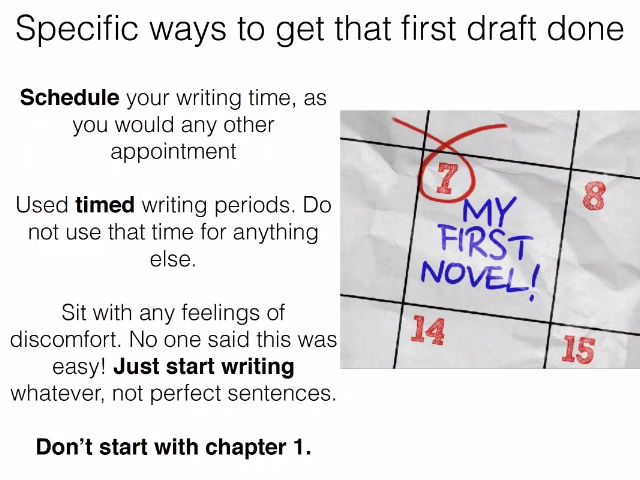 Specific ways to get that first draft done
Schedule your writing time, as
you would any other
appointment
Used timed writing periods. Do
not use that time for anything
else.
Sit with any feelings of
discomfort. No one said this was
easy! Just start writing
whatever, not perfect sentences.
Don’t start with chapter 1.
7
8
MY
FIRST
NOVEL!
14
15